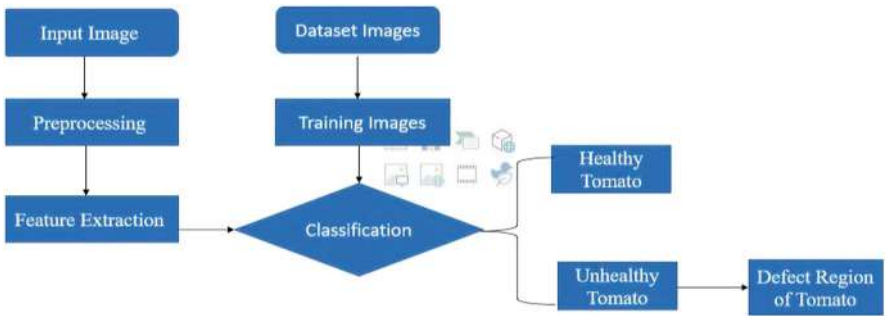 Input Image
Dataset Images
Preprocessing
Training Images
Healthy
Tomato
Feature Extraction
Classification
Unhealthy
Tomato
Defect Region
of Tomato